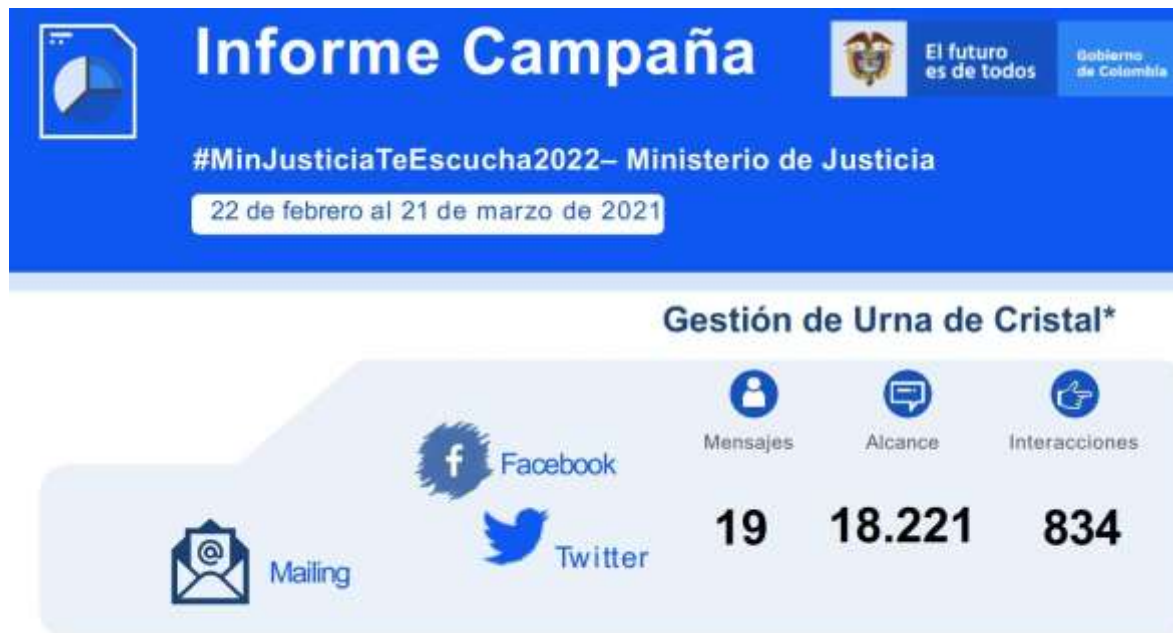 Informe Campaña
El futuro
es de todos
Gobierno
de Colombia
#MinJusticiaTeEscucha2022– Ministerio de Justicia
22 de febrero al 21 de marzo de 2021
Gestión de Urna de Cristal*
Mensajes Alcance Interacciones
Facebook
19 18.221 834
Twitter
@
Mailing